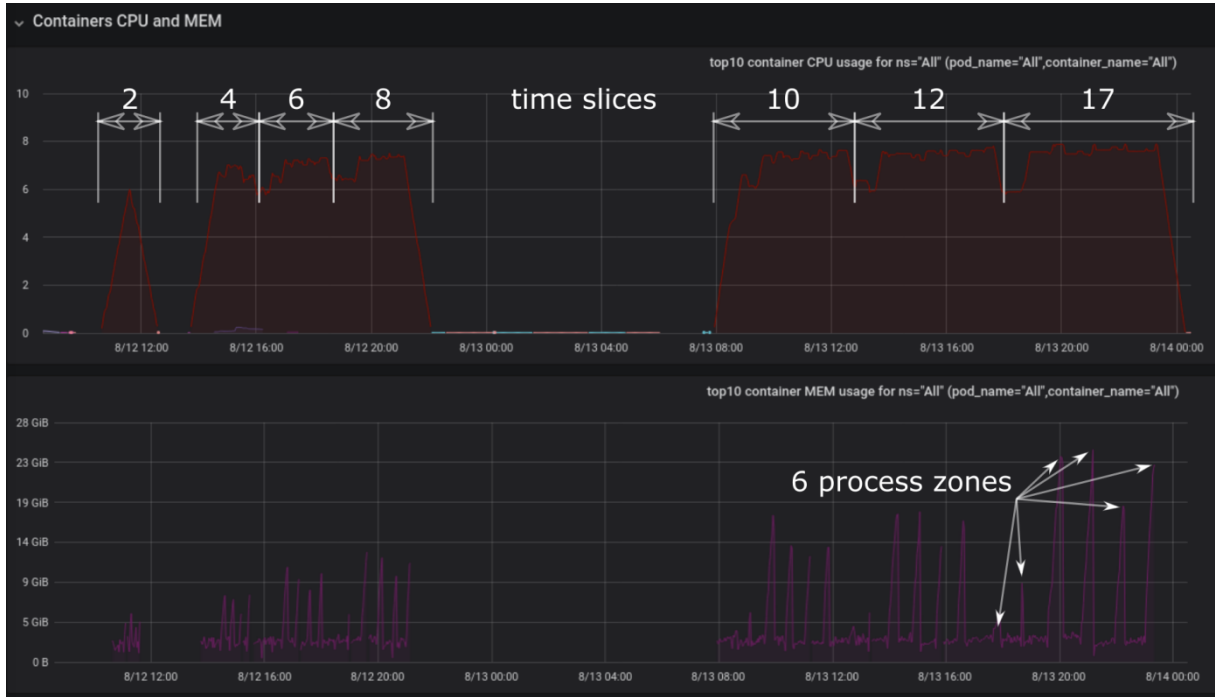 Containers CPU and MEM
top10 container CPU usage for ns="All" (pod_name="All",container_name="All")
2 4 6 8 time slices 10 12 17
10
8
6
4
2
0
8/12 12:00 8/12 16:00 8/12 20:00 8/13 00:00 8/13 04:00 8/13 08:00 8/13 12:00 8/13 16:00 8/13 20:00 8/14 00:00
top10 container MEM usage for ns="All" (pod_name="All",container_name="All")
28 GiB
23 GiB
6 process zones
19 GiB
14 GiB
9 GiB
5 GiB
0 B
8/12 12:00 8/12 16:00 8/12 20:00 8/13 00:00 8/13 04:00 8/13 08:00 8/13 12:00 8/13 16:00 8/13 20:00 8/14 00:00